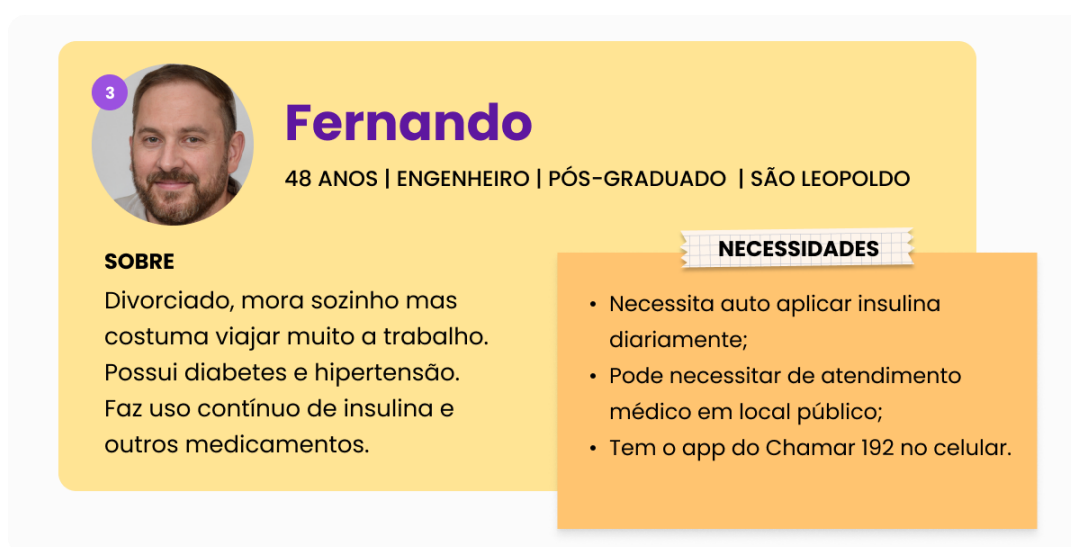 3
Fernando
48 ANOS | ENGENHEIRO | PÓS-GRADUADO | SÃO LEOPOLDO
SOBRE
Divorciado, mora sozinho mas
costuma viajar muito a trabalho.
Possui diabetes e hipertensão.
Faz uso contínuo de insulina e
outros medicamentos.
NECESSIDADES
• Necessita auto aplicar insulina
diariamente;
• Pode necessitar de atendimento
médico em local público;
• Tem o app do Chamar 192 no celular.